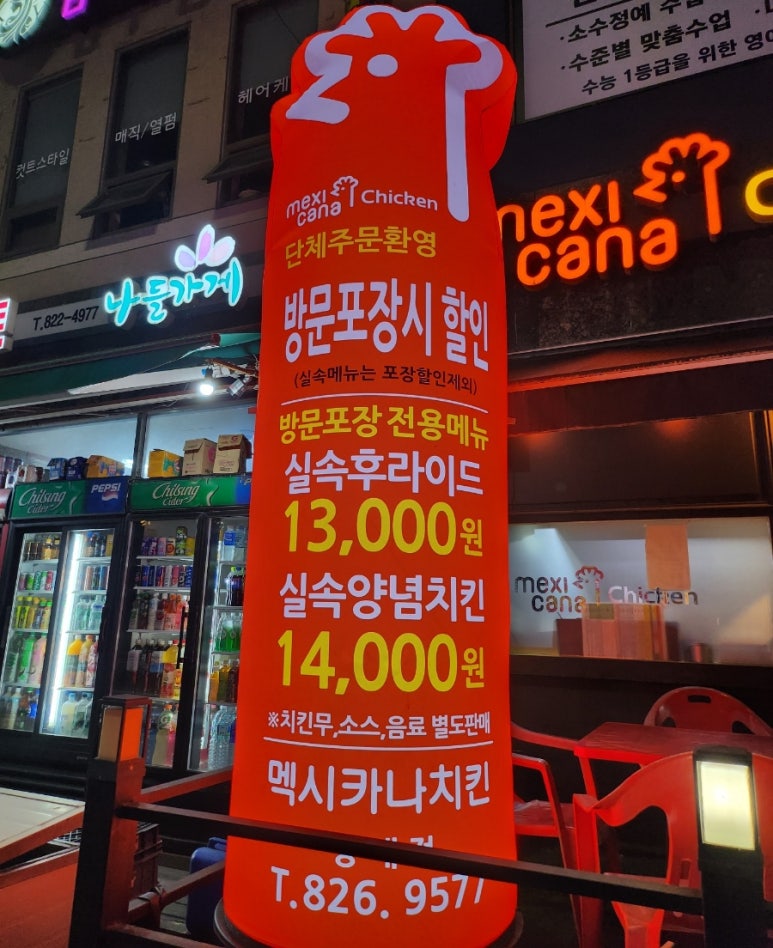 ·소수정예
·수준별 맞춤수업
수능 1등급을 위한
헤어케
매직/열펌
컷트스타일
T.822-4977
나들가게
mexi
cana
mexi
cana Chicken
단체주문환영
방문포장시 할인
(실속메뉴는 포장할인제외)
방문포장 전용메뉴
실속후라이드
13,000원
실속양념치킨
14,000원
※치킨무,소스,음료 별도판매
멕시카나치킨
T.826. 9577
Chilsung
Cider
PEPSI
Chilsung
Cider
mexi
cana Chicken